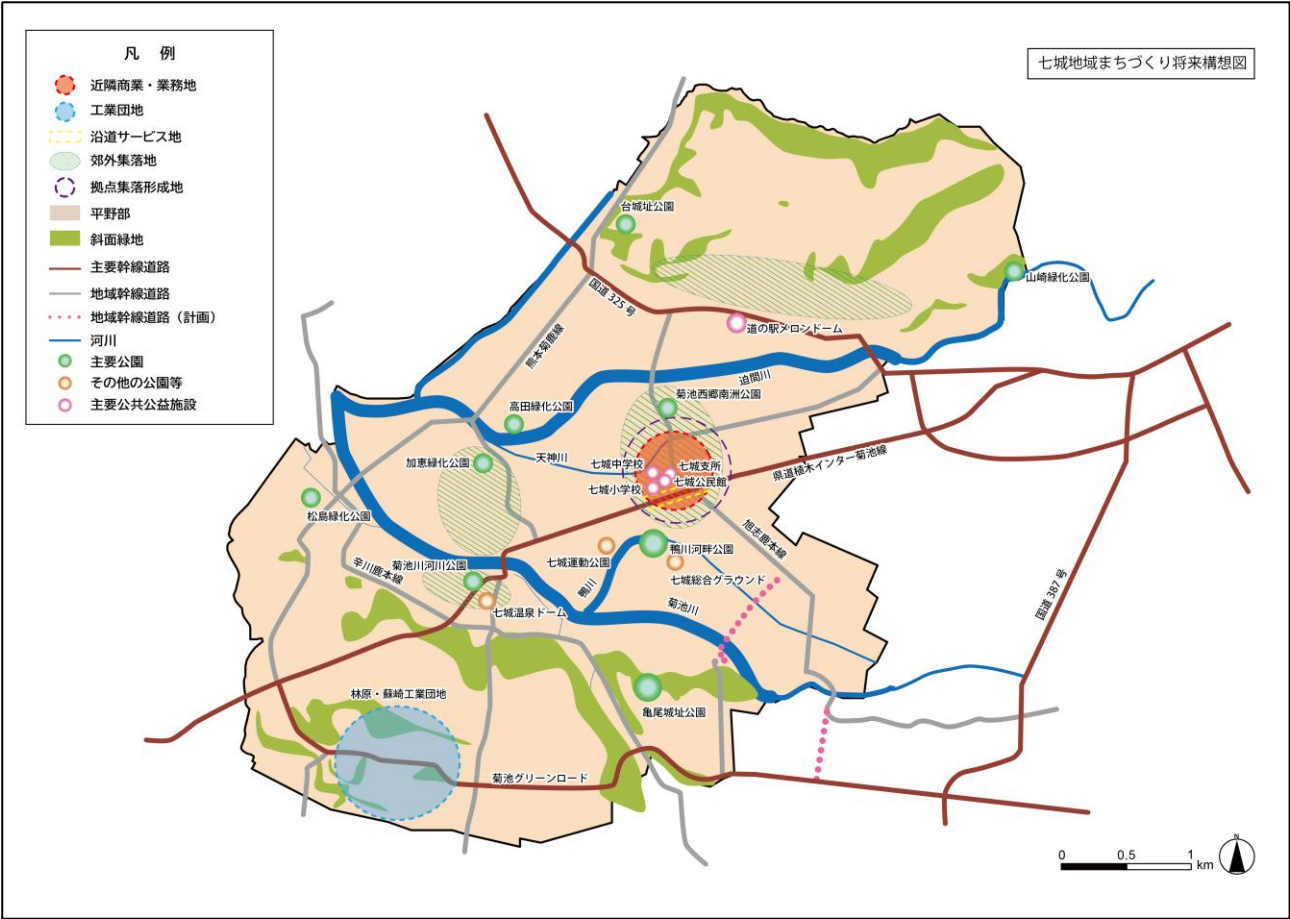 七城地域まちづくり将来構想図
凡 例
近隣商業・業務地
工業団地
沿道サービス地
郊外集落地
拠点集落形成地
平野部
斜面緑地
主要幹線道路
地域幹線道路
地域幹線道路（計画）
河川
主要公園
その他の公園等
主要公共公益施設
台城址公園
山崎緑化公園
国道 325 号
道の駅メロンドーム
熊本菊鹿線
迫間川
菊池西郷南洲公園
高田緑化公園
天神川
加恵緑化公園
七城中学校
七城支所
七城小学校
七城公民館
県道植木インター菊池線
松島緑化公園
旭志鹿本線
辛川鹿本線
菊池川河川公園
七城運動公園
鴨川河畔公園
七城総合グラウンド
鴨川
菊池川
七城温泉ドーム
国道 387 号
林原・蘇崎工業団地
亀尾城址公園
菊池グリーンロード
0 0.5 1
km
N